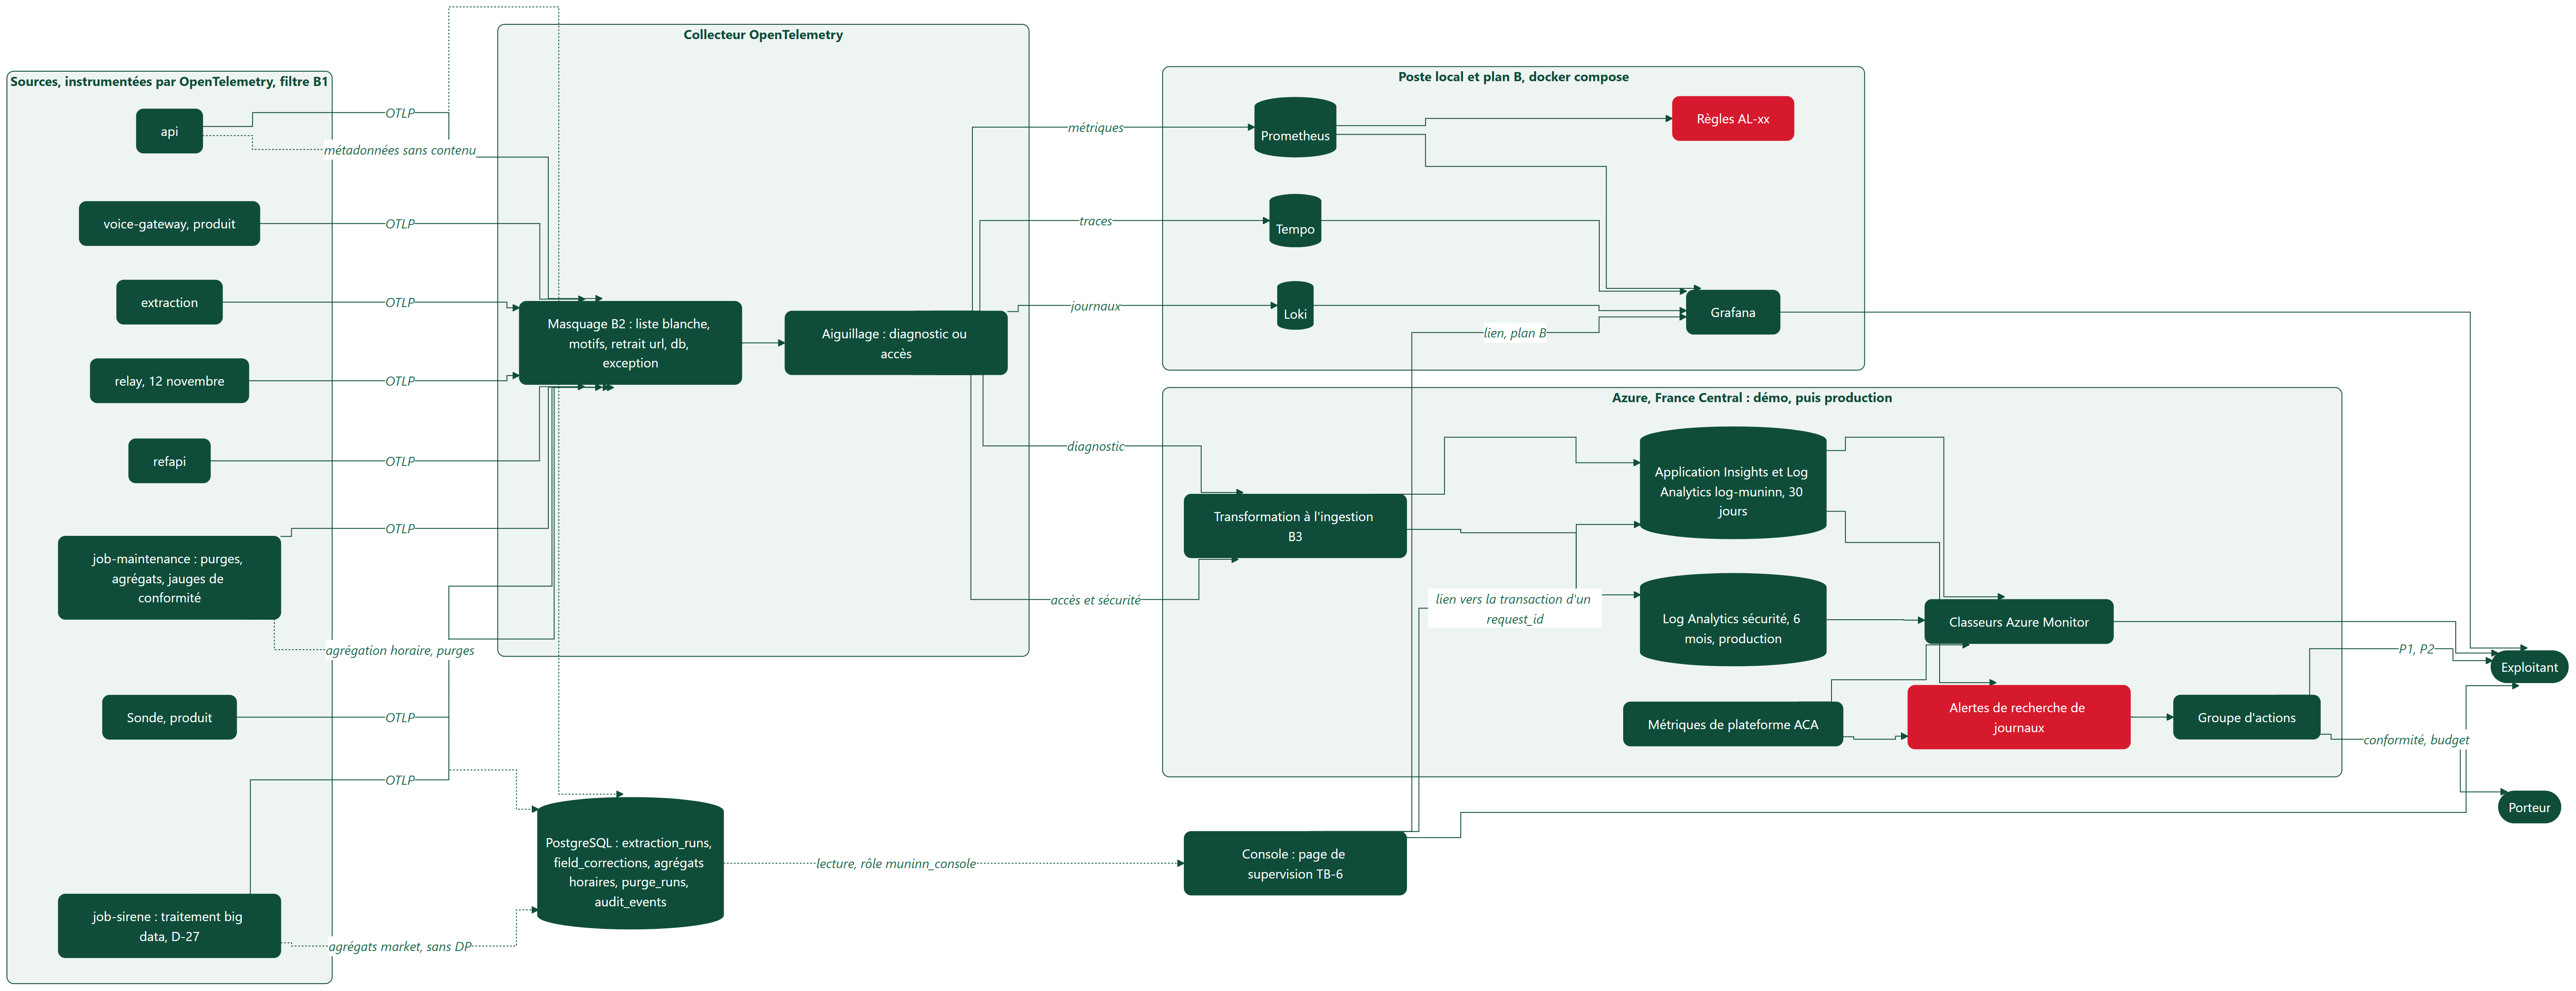 Collecteur OpenTelemetry
Sources, instrumentées par OpenTelemetry, filtre B1
api
OTLP
métadonnées sans contenu
voice-gateway, produit
OTLP
extraction
OTLP
relay, 12 novembre
OTLP
refapi
OTLP
job-maintenance : purges,
agrégats, jauges de
conformité
OTLP
agrégation horaire, purges
Sonde, produit
OTLP
OTLP
job-sirene : traitement big
data, D-27
agrégats market, sans DP
Masquage B2 : liste blanche,
motifs, retrait url, db,
exception
Aiguillage : diagnostic ou
accès
PostgreSQL : extraction_runs,
field_corrections, agrégats
horaires, purge_runs,
audit_events
lecture, rôle muninn_console
métriques
traces
journaux
diagnostic
accès et sécurité
Poste local et plan B, docker compose
Prometheus
Règles AL-xx
Tempo
Loki
Grafana
lien, plan B
Azure, France Central : démo, puis production
Transformation à l'ingestion
B3
Application Insights et Log
Analytics log-muninn, 30
jours
lien vers la transaction d'un
request_id
Log Analytics sécurité, 6
mois, production
Classeurs Azure Monitor
Métriques de plateforme ACA
Alertes de recherche de
journaux
Groupe d'actions
P1, P2
conformité, budget
Exploitant
Porteur
Console : page de
supervision TB-6